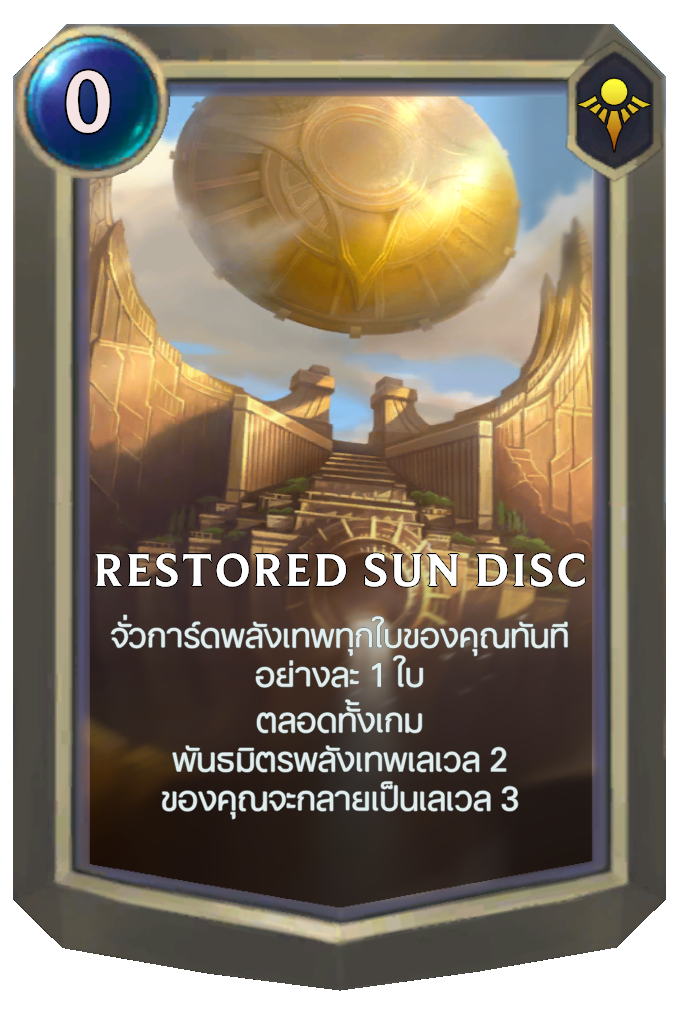 0
RESTORED SUN DISC
จั่วการ์ดพลังเทพทุกใบของคุณทันที
อย่างละ 1 ใบ
ตลอดทั้งเกม
พันธมิตรพลังเทพเลเวล 2
ของคุณจะกลายเป็นเลเวล 3